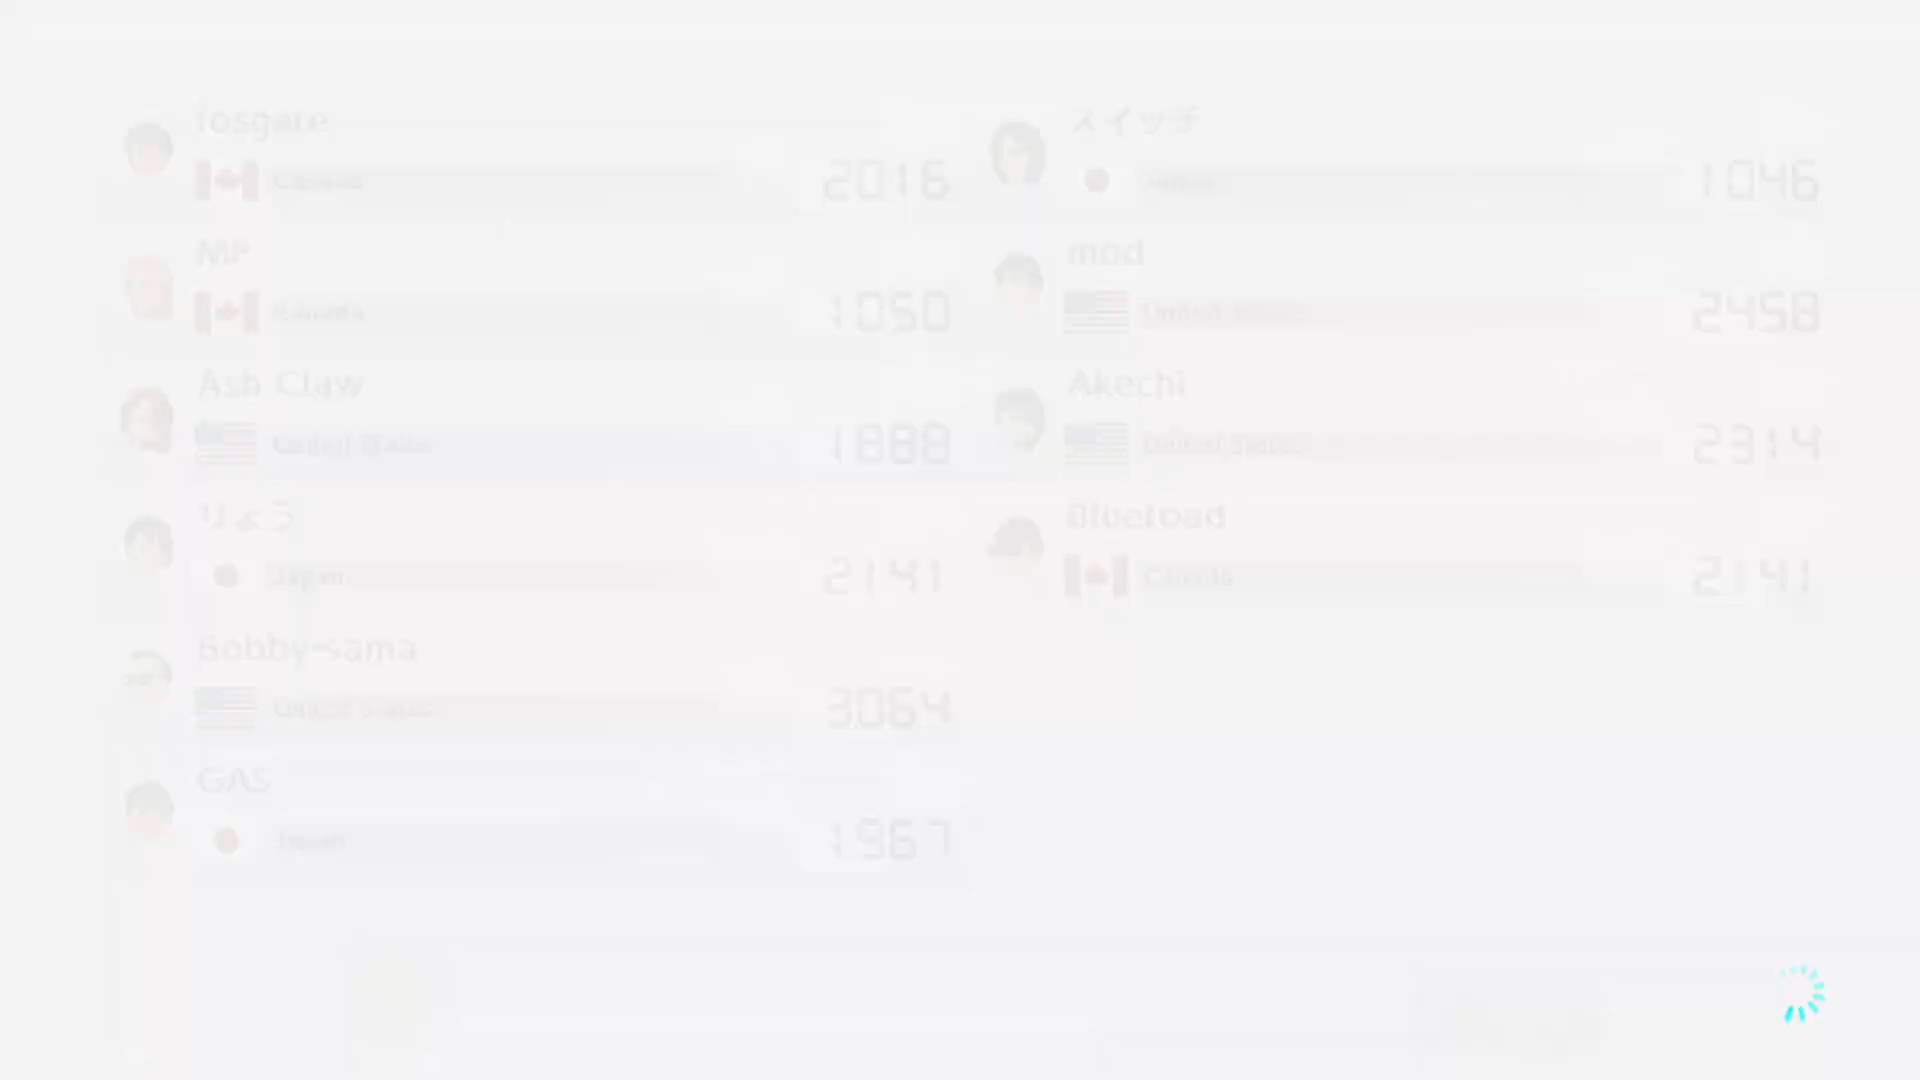 fosgate
Canada
2016
MP
Canada
1050
Ash Claw
United States
1888
りょう
Japan
2141
Bobby-sama
United States
3064
GAS
Japan
1967
スイッチ
Japan
1046
mod
United States
2458
Akechi
United States
2314
Bluetoad
Canada
2141